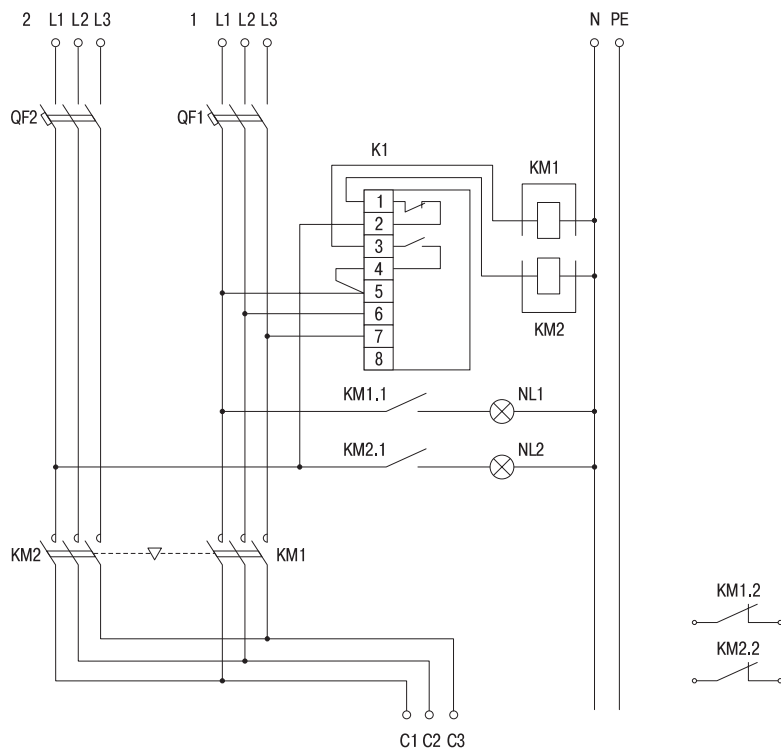 2 L1 L2 L3 1 L1 L2 L3 N PE
QF2 QF1
K1 KM1
1
2
3
4
5
6
7
8
KM2
KM1.1 NL1
KM2.1 NL2
KM2 KM1
KM1.2
KM2.2
C1 C2 C3